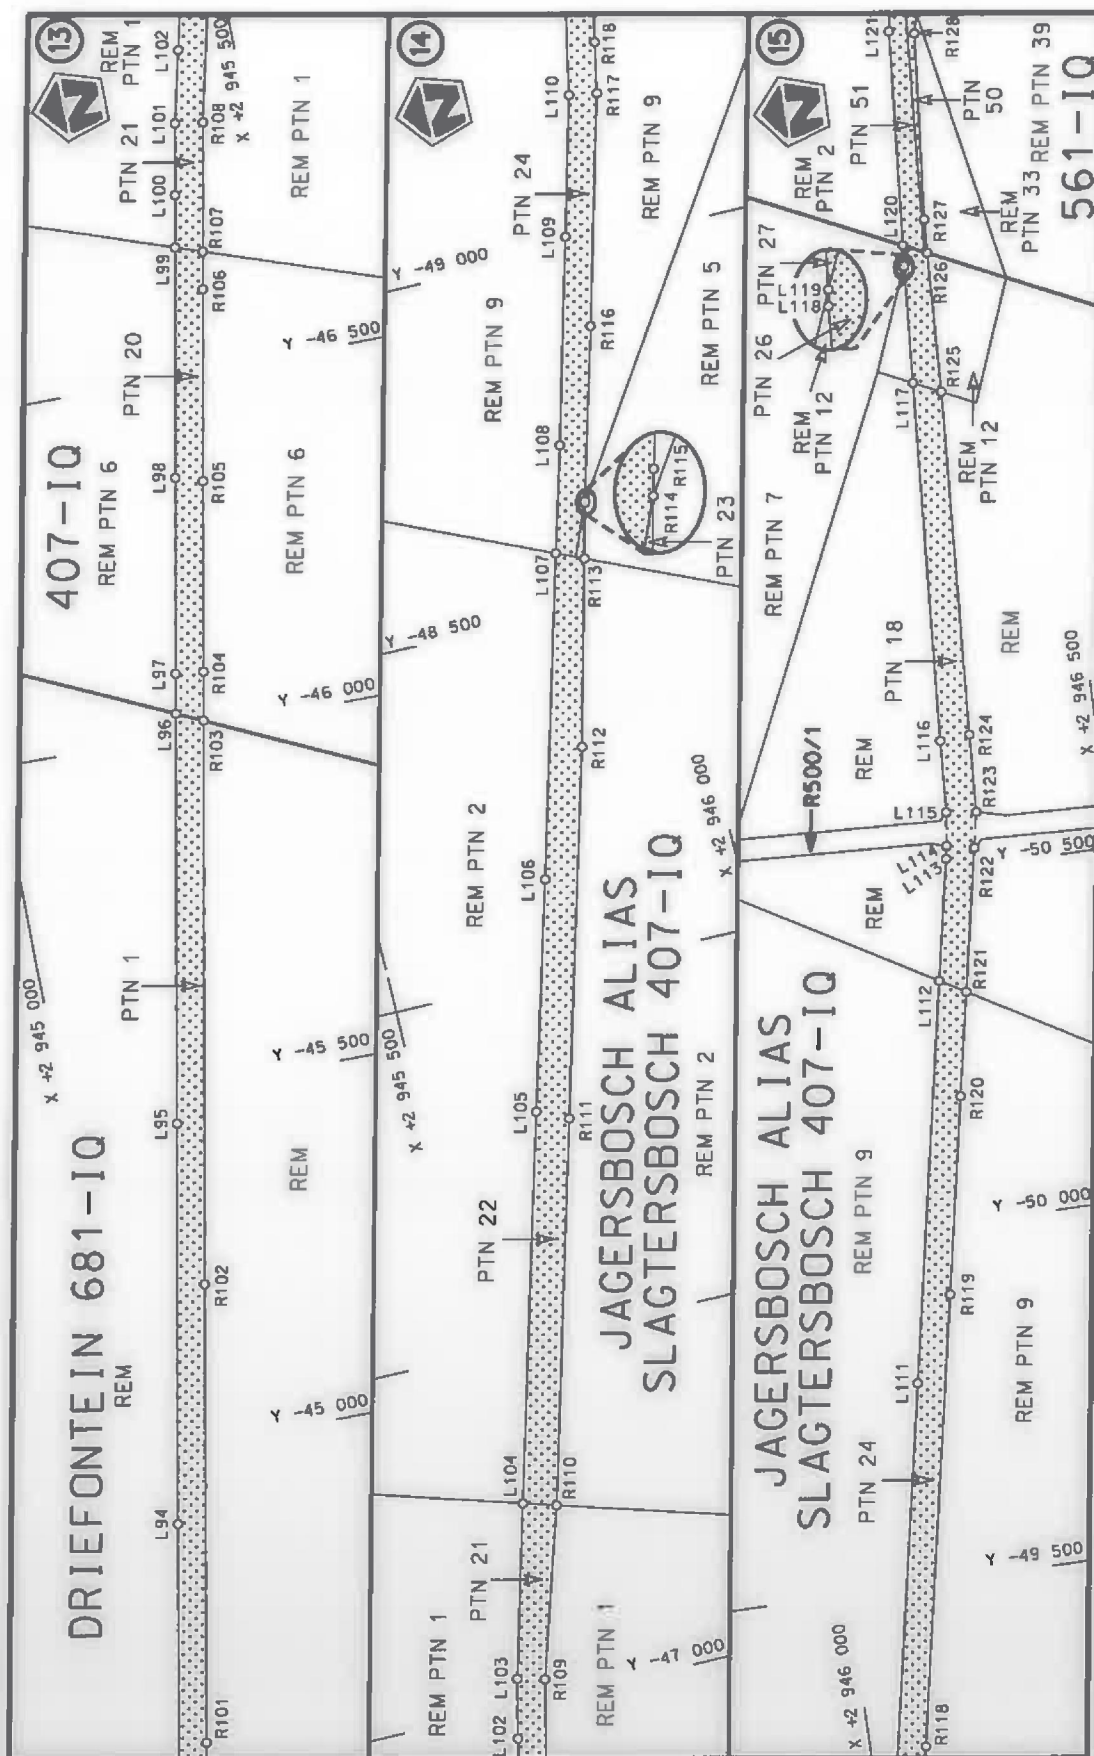 13
N
DRIEFONTEIN 681-IQ
REM
407-IQ
REM PTN 6
PTN 1
PTN 20
PTN 21
REM
PTN 1
L94
L95
L96
L97
L98
L99
L100
L101
L102
R101
R102
R103
R104
R105
R106
R107
R108
REM
REM PTN 6
REM PTN 1
X +2 945 000
X +2 945 500
Y -45 000
Y -45 500
Y -46 000
Y -46 500
14
N
REM PTN 1
REM PTN 2
REM PTN 9
PTN 21
PTN 22
PTN 24
L102
L103
L104
L105
L106
L107
L108
L109
L110
R109
R110
R111
R112
R113
R114
R115
R116
R117
R118
REM PTN 1
JAGERSBOSCH ALIAS
SLAGTERSBOSCH 407-IQ
REM PTN 2
PTN 23
REM PTN 5
REM PTN 9
Y -47 000
X +2 945 500
X +2 946 000
Y -48 500
Y -49 000
15
N
JAGERSBOSCH ALIAS
SLAGTERSBOSCH 407-IQ
PTN 24
REM PTN 9
REM
R500/1
REM
REM PTN 7
PTN 18
REM
PTN 12
PTN 26
PTN 27
REM
PTN 2
PTN 51
L111
L112
L113
L114
L115
L116
L117
L118
L119
L120
L121
R118
R119
R120
R121
R122
R123
R124
R125
R126
R127
R128
REM PTN 9
REM
REM
PTN 12
REM
PTN 33
REM PTN 39
PTN
50
561-IQ
X +2 946 000
Y -49 500
Y -50 000
Y -50 500
X +2 946 500